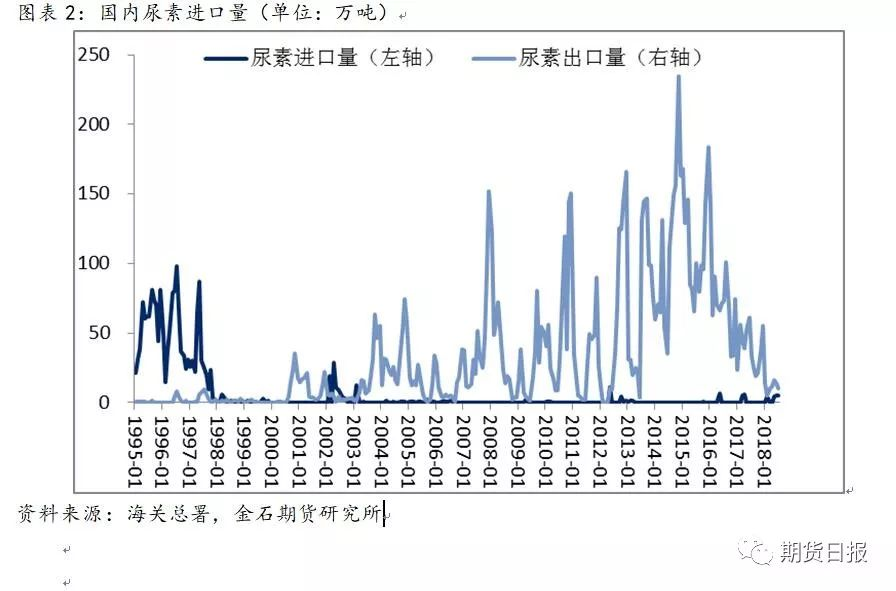 图表 2：国内尿素进口量（单位：万吨）
尿素进口量（左轴） 尿素出口量（右轴）
250
200
150
100
50
0
1995-01 1996-01 1997-01 1998-01 1999-01 2000-01 2001-01 2002-01 2003-01 2004-01 2005-01 2006-01 2007-01 2008-01 2009-01 2010-01 2011-01 2012-01 2013-01 2014-01 2015-01 2016-01 2017-01 2018-01
资料来源：海关总署，金石期货研究所
期货日报